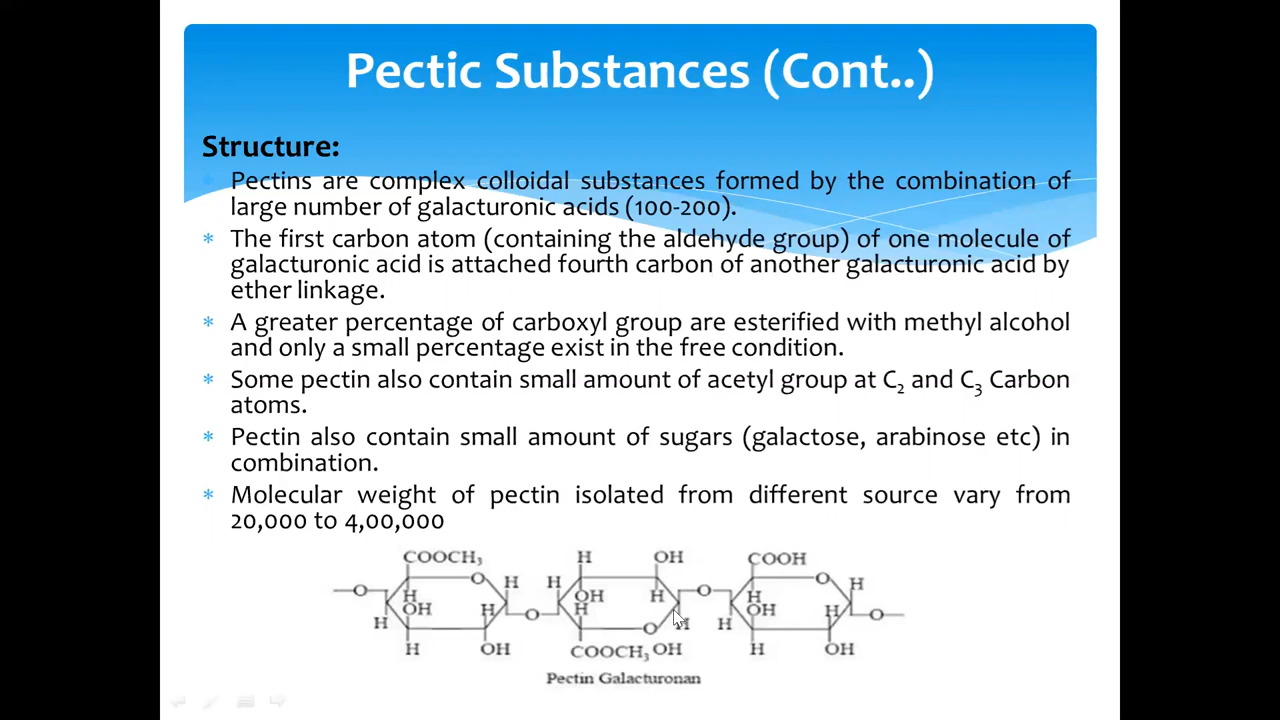 Pectic Substances (Cont..)
Structure:
Pectins are complex colloidal substances formed by the combination of
large number of galacturonic acids (100-200).
* The first carbon atom (containing the aldehyde group) of one molecule of
galacturonic acid is attached fourth carbon of another galacturonic acid by
ether linkage.
* A greater percentage of carboxyl group are esterified with methyl alcohol
and only a small percentage exist in the free condition.
* Some pectin also contain small amount of acetyl group at C₂ and C₃ Carbon
atoms.
* Pectin also contain small amount of sugars (galactose, arabinose etc) in
combination.
* Molecular weight of pectin isolated from different source vary from
20,000 to 4,00,000
COOCH₃ H OH COOH
O H H O H
O H OH H O H H O
OH H H OH H
H O O H H O
H OH COOCH₃ OH H OH
Pectin Galacturonan